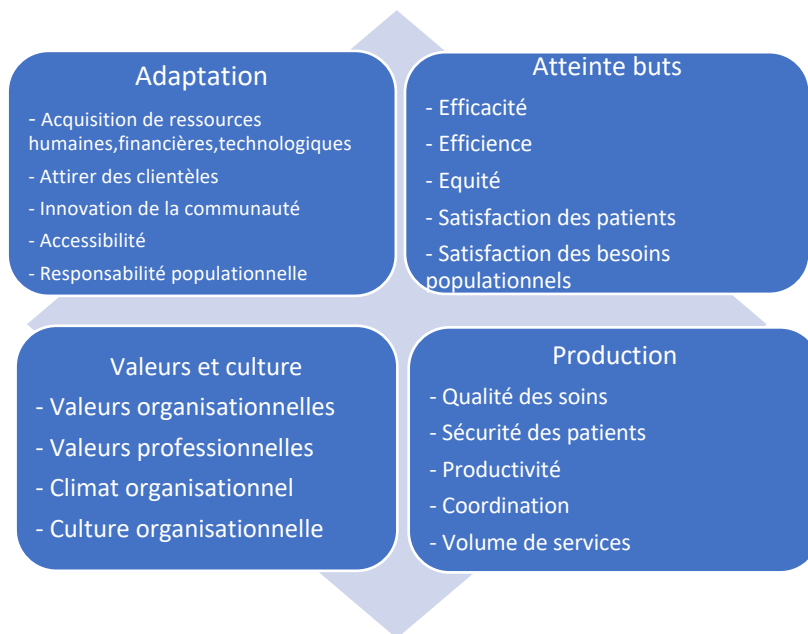 Adaptation
- Acquisition de ressources
humaines,financières,technologiques
- Attirer des clientèles
- Innovation de la communauté
- Accessibilité
- Responsabilité populationnelle
Atteinte buts
- Efficacité
- Efficience
- Equité
- Satisfaction des patients
- Satisfaction des besoins
populationnels
Valeurs et culture
- Valeurs organisationnelles
- Valeurs professionnelles
- Climat organisationnel
- Culture organisationnelle
Production
- Qualité des soins
- Sécurité des patients
- Productivité
- Coordination
- Volume de services